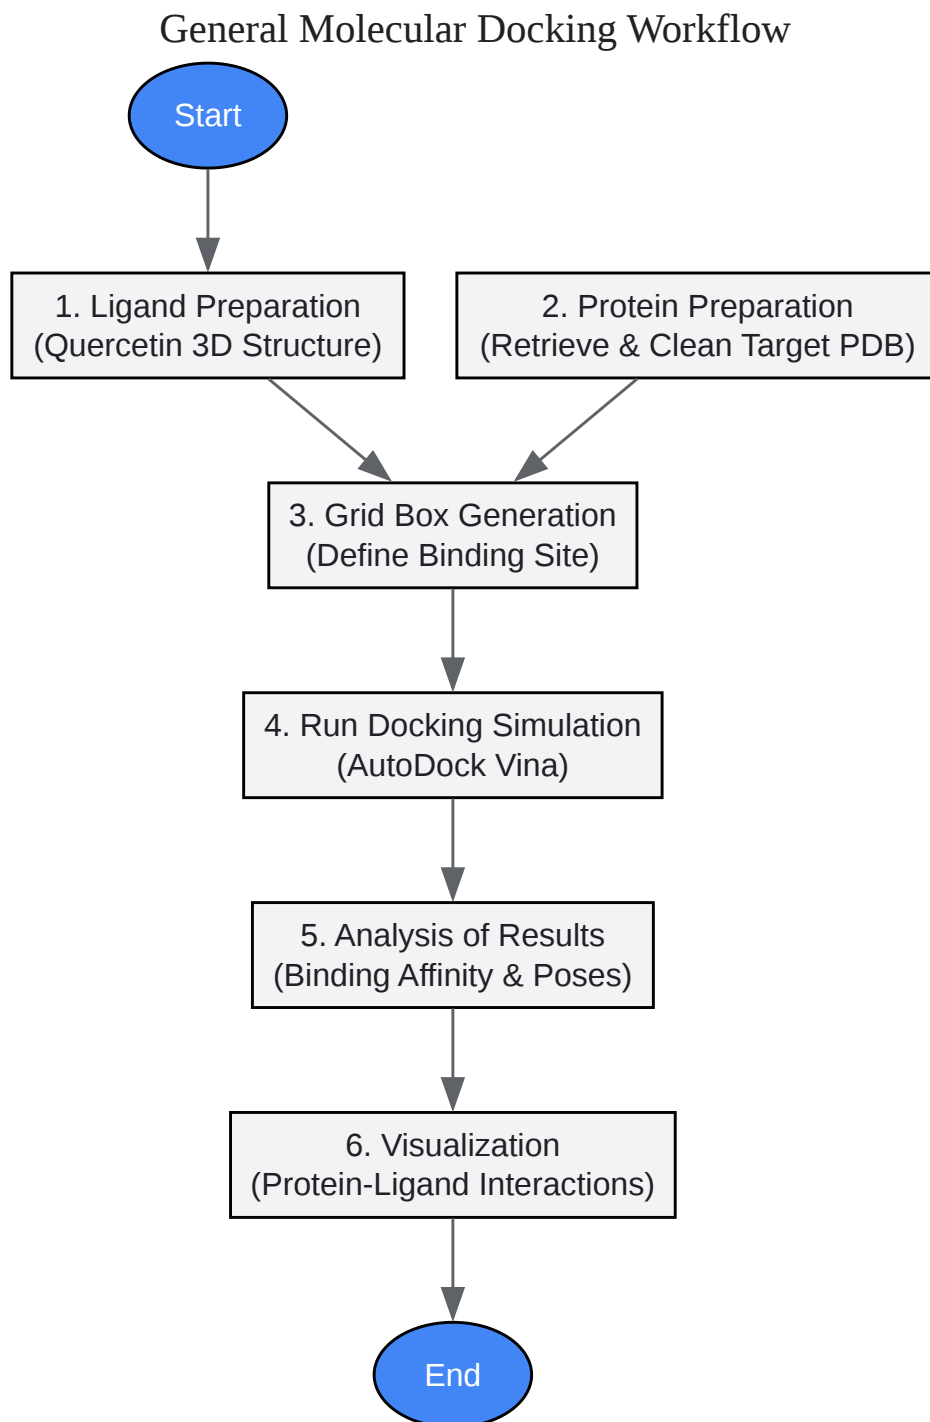 General Molecular Docking Workflow
Start
1. Ligand Preparation
(Quercetin 3D Structure)
2. Protein Preparation
(Retrieve & Clean Target PDB)
3. Grid Box Generation
(Define Binding Site)
4. Run Docking Simulation
(AutoDock Vina)
5. Analysis of Results
(Binding Affinity & Poses)
6. Visualization
(Protein-Ligand Interactions)
End